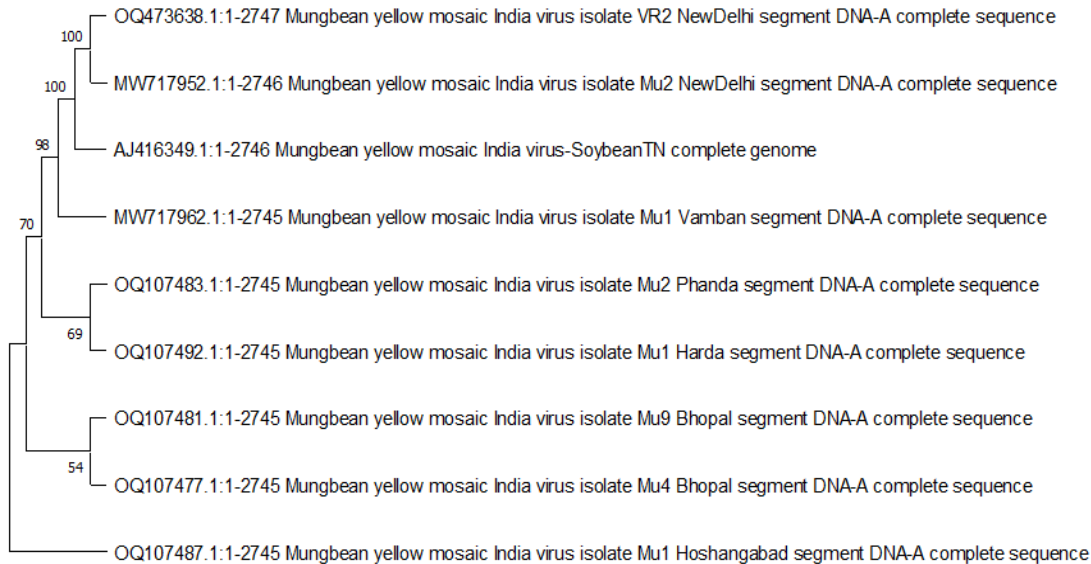 OQ473638.1:1-2747 Mungbean yellow mosaic India virus isolate VR2 NewDelhi segment DNA-A complete sequence
100
MW717952.1:1-2746 Mungbean yellow mosaic India virus isolate Mu2 NewDelhi segment DNA-A complete sequence
100
AJ416349.1:1-2746 Mungbean yellow mosaic India virus-SoybeanTN complete genome
98
MW717962.1:1-2745 Mungbean yellow mosaic India virus isolate Mu1 Vamban segment DNA-A complete sequence
70
OQ107483.1:1-2745 Mungbean yellow mosaic India virus isolate Mu2 Phanda segment DNA-A complete sequence
69
OQ107492.1:1-2745 Mungbean yellow mosaic India virus isolate Mu1 Harda segment DNA-A complete sequence
OQ107481.1:1-2745 Mungbean yellow mosaic India virus isolate Mu9 Bhopal segment DNA-A complete sequence
54
OQ107477.1:1-2745 Mungbean yellow mosaic India virus isolate Mu4 Bhopal segment DNA-A complete sequence
OQ107487.1:1-2745 Mungbean yellow mosaic India virus isolate Mu1 Hoshangabad segment DNA-A complete sequence